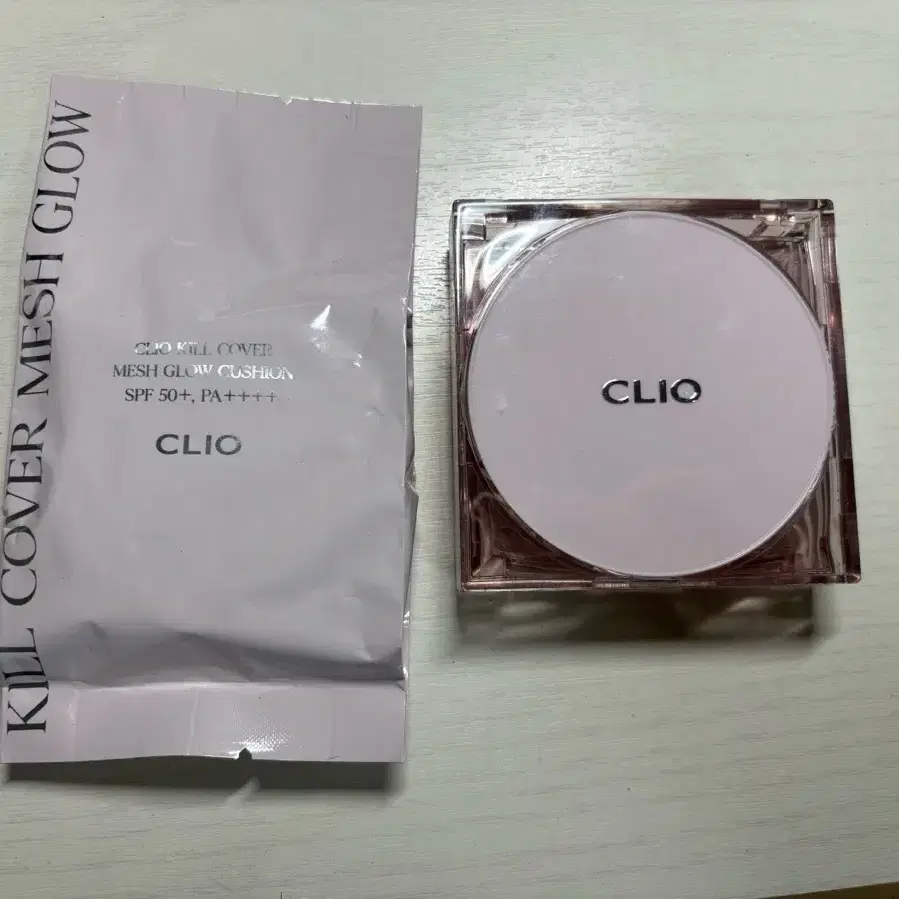 KILL COVER MESH GLOW
CLIO KILL COVER
MESH GLOW CUSHION
SPF 50+, PA++++
CLIO
CLIO